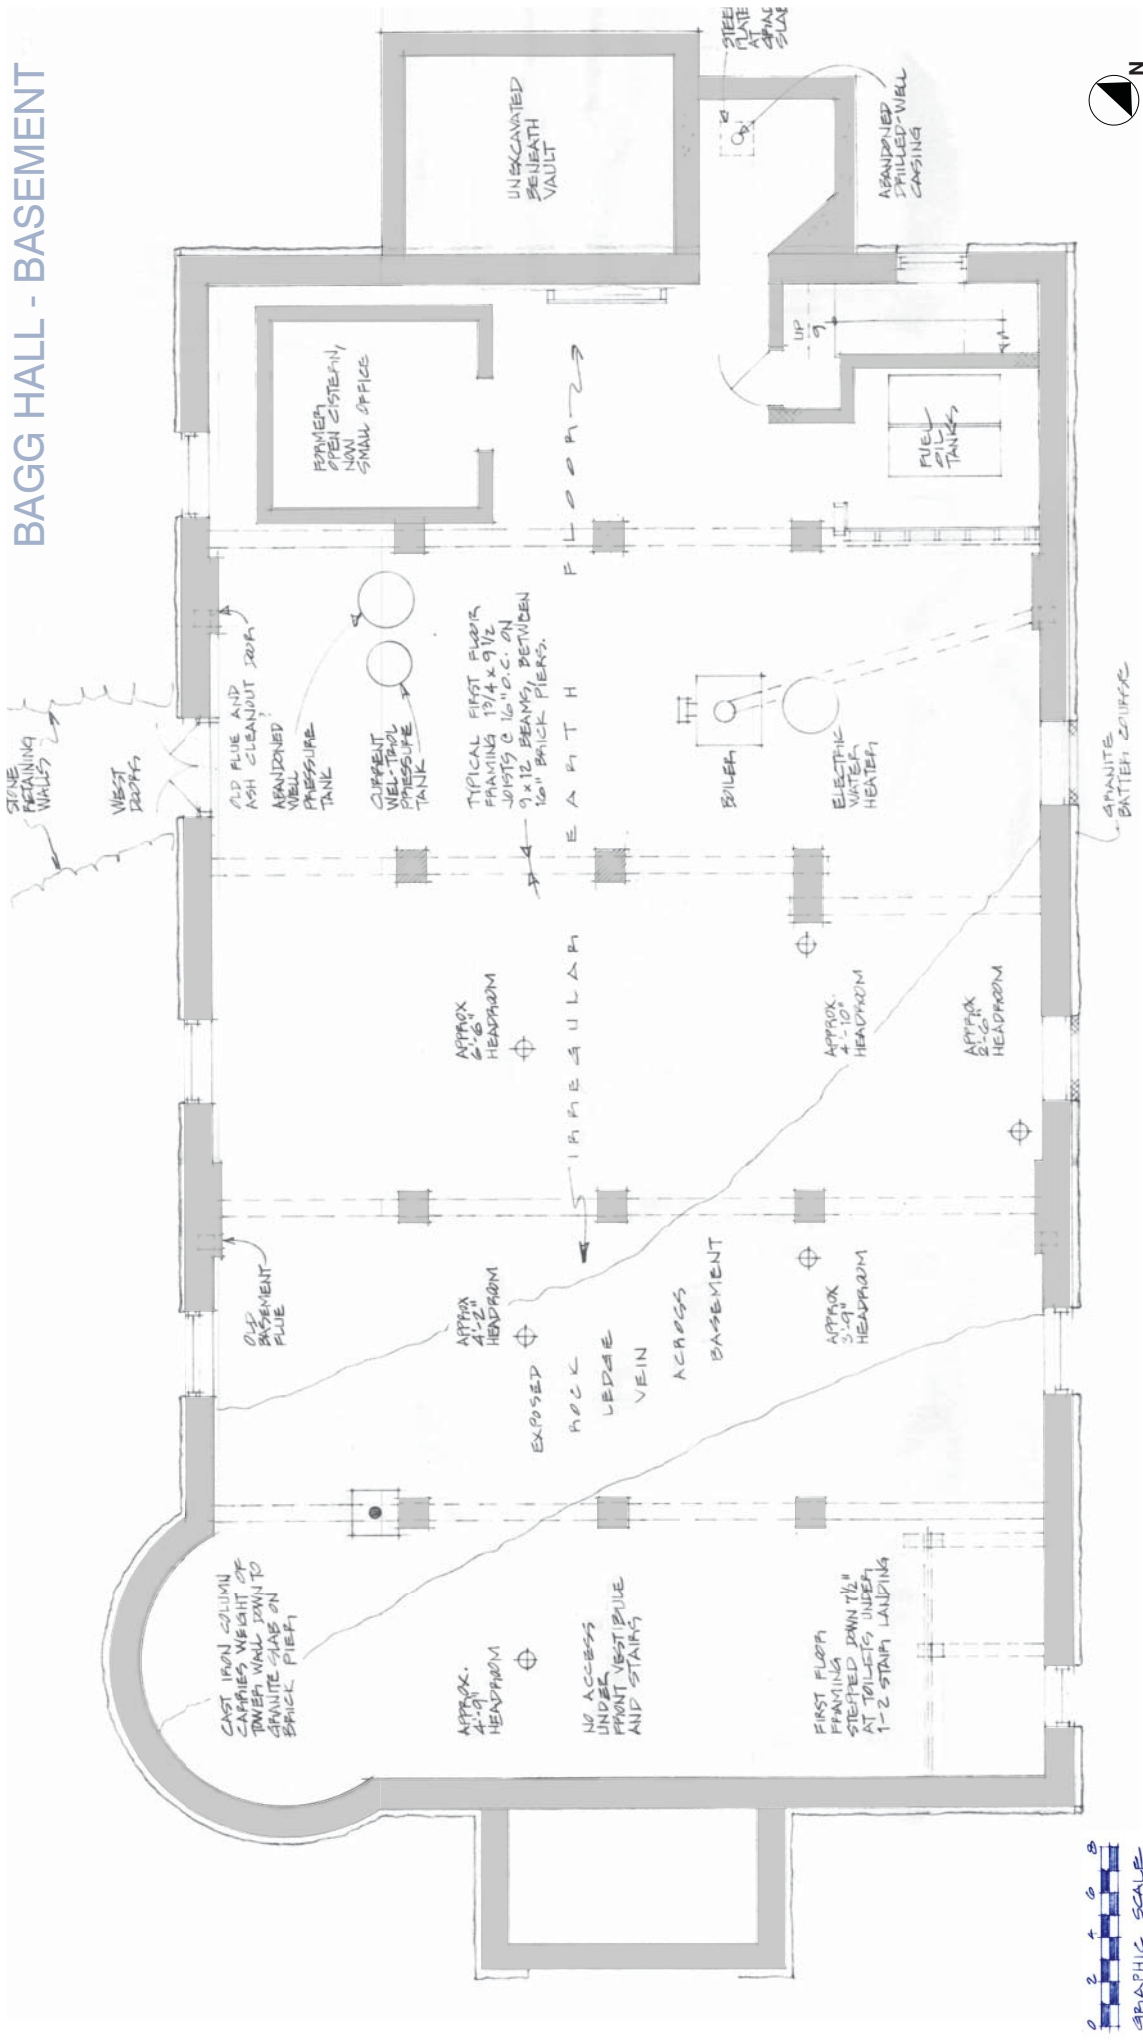 BAGG HALL - BASEMENT
N
STONE
RETAINING
WALLS
WEST
DOORS
OLD FLUE AND
ASH CLEANOUT DOOR
ABANDONED
WELL
PRESSURE
TANK
CURRENT
WEL-TROL
PRESSURE
TANK
TYPICAL FIRST FLOOR
FRAMING 1 3/4 x 9 1/2
JOISTS @ 16" O.C. ON
9 x 12 BEAMS, BETWEEN
16" BRICK PIERS.
FORMER
OPEN CISTERN,
NOW
SMALL OFFICE
UNEXCAVATED
BENEATH
VAULT
STEEL
PLATE
AT
SLAB
ABANDONED
DRILLED-WELL
CASING
UP
9
FUEL
OIL
TANKS
BOILER
ELECTRIC
WATER
HEATER
GRANITE
BATTER COURSE
IRREGULAR EARTH FLOOR
APPROX
6'-6"
HEADROOM
APPROX.
4'-10"
HEADROOM
APPROX
2'-6"
HEADROOM
OLD
BASEMENT
FLUE
APPROX
4'-2"
HEADROOM
EXPOSED
ROCK
LEDGE
VEIN
ACROSS
BASEMENT
APPROX
3'-9"
HEADROOM
CAST IRON COLUMN
CARRIES WEIGHT OF
TOWER WALL DOWN TO
GRANITE SLAB ON
BRICK PIER
APPROX.
4'-9"
HEADROOM
NO ACCESS
UNDER
FRONT VESTIBULE
AND STAIRS
FIRST FLOOR
FRAMING
STEPPED DOWN 7 1/2"
AT TOILETS, UNDER
1-2 STAIR LANDING
0 2 4 6 8
GRAPHIC SCALE